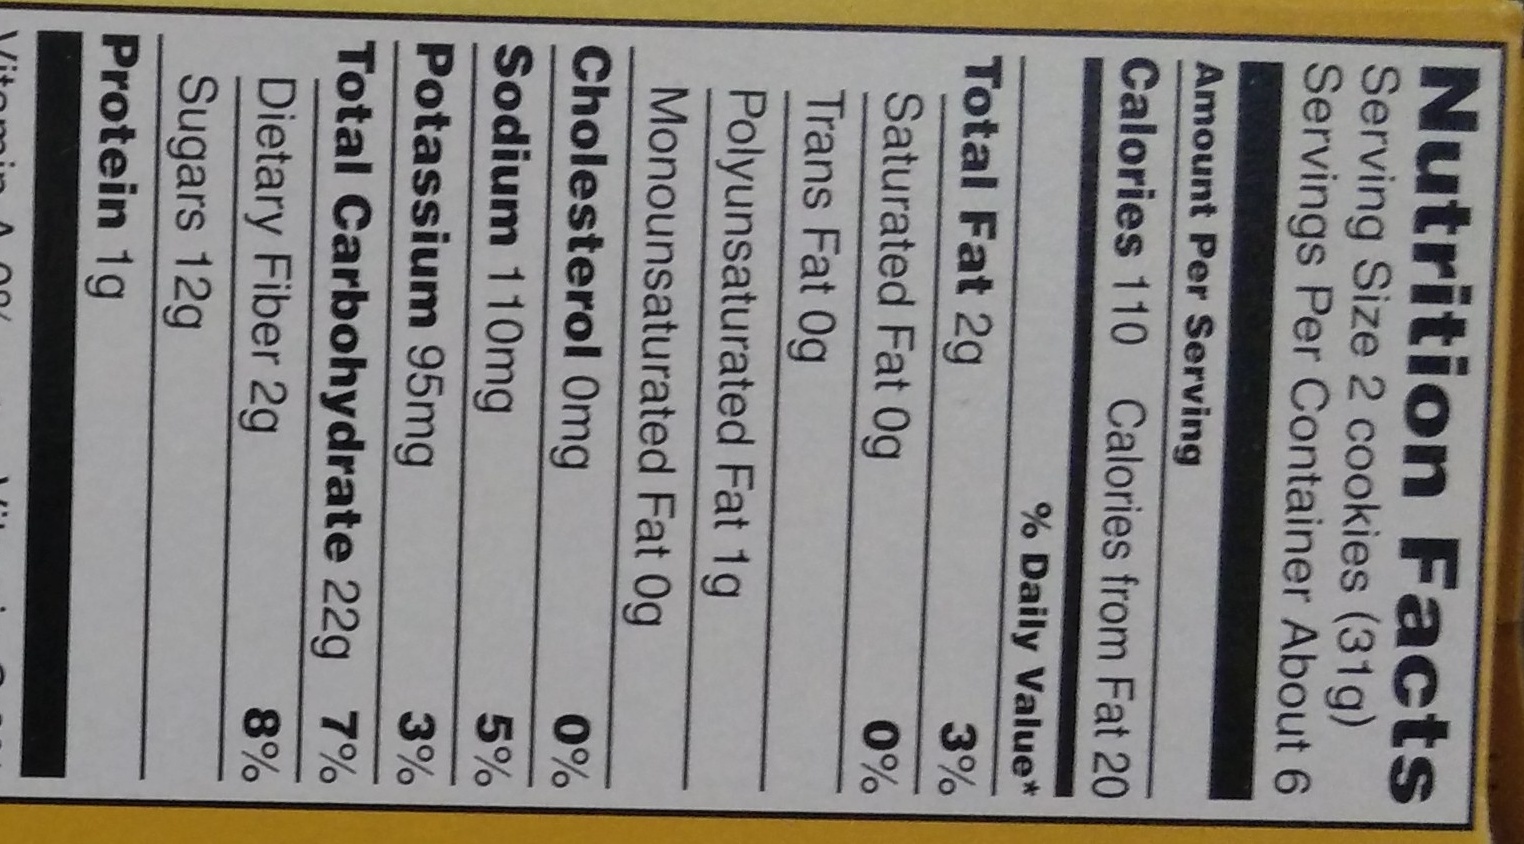 Nutrition Facts
Serving Size 2 cookies (31g)
Servings Per Container About 6
Amount Per Serving
Calories 110 Calories from Fat 20
% Daily Value*
Total Fat 2g 3%
Saturated Fat 0g 0%
Trans Fat 0g
Polyunsaturated Fat 1g
Monounsaturated Fat 0g
Cholesterol 0mg 0%
Sodium 110mg 5%
Potassium 95mg 3%
Total Carbohydrate 22g 7%
Dietary Fiber 2g 8%
Sugars 12g
Protein 1g
Vitamin A 0%